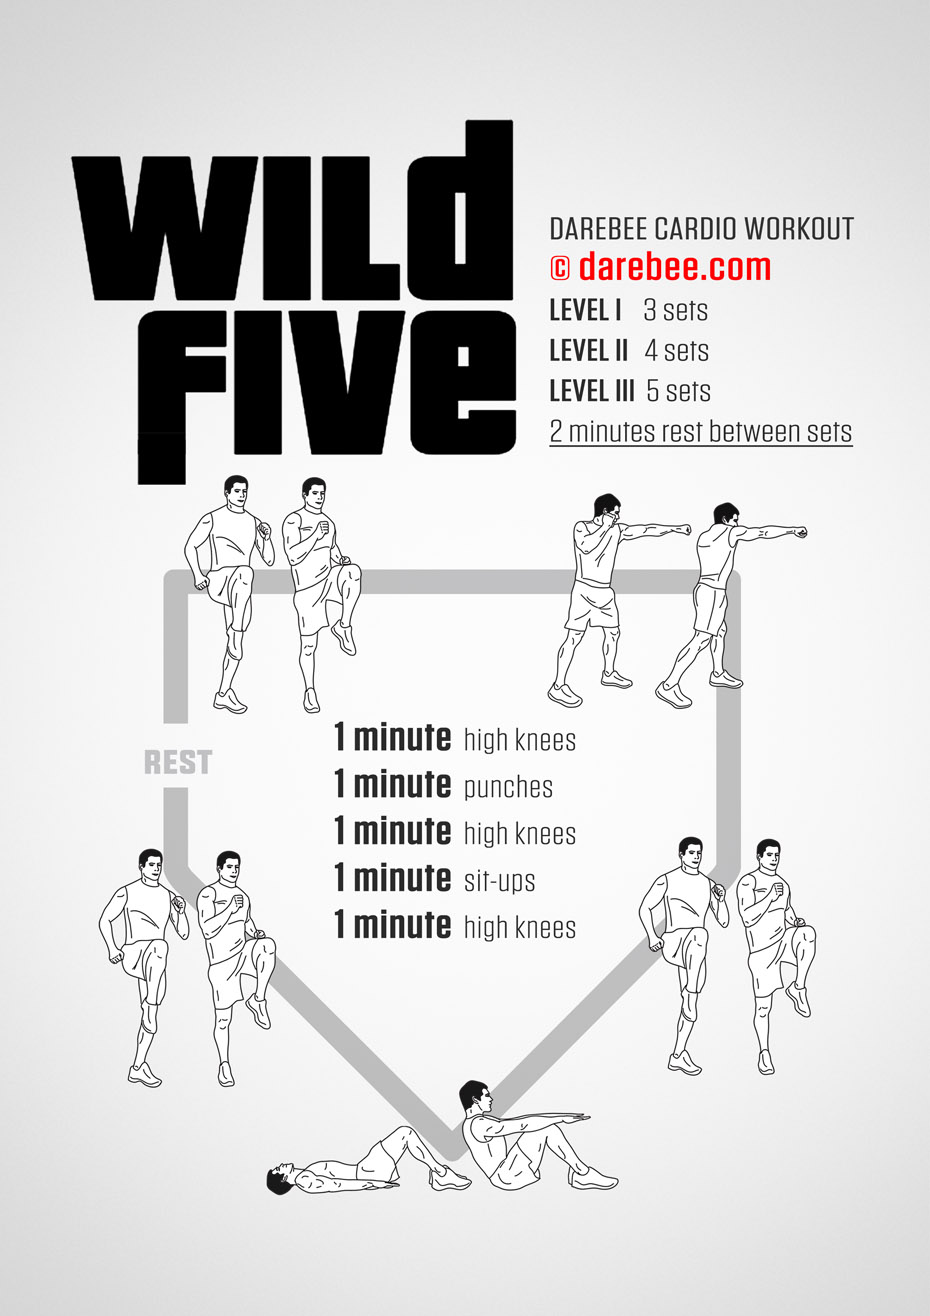 WILd
FIVe
DAREBEE CARDIO WORKOUT
© darebee.com
LEVEL I 3 sets
LEVEL II 4 sets
LEVEL III 5 sets
2 minutes rest between sets
1 minute high knees
REST
1 minute punches
1 minute high knees
1 minute sit-ups
1 minute high knees